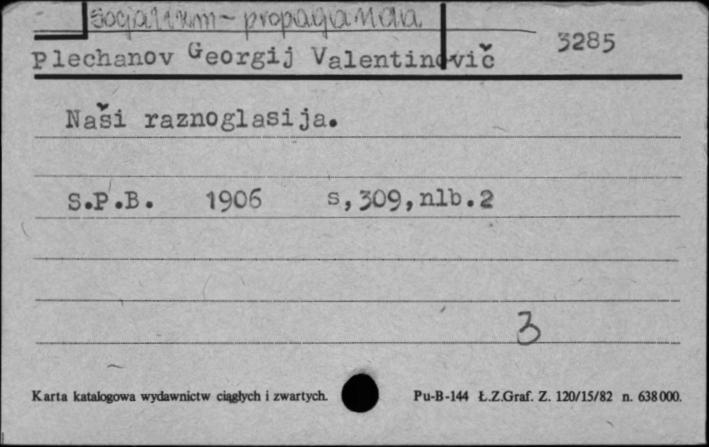 socjalizm - propaganda
plechanov Georgij Valentinovič 3285
Naši raznoglasija.
S.P.B. 1906 s,309,nlb.2
3
Karta katalogowa wydawnictw ciągłych i zwartych. Pu-B-144 Ł.Z.Graf. Z. 120/15/82 n. 638000.